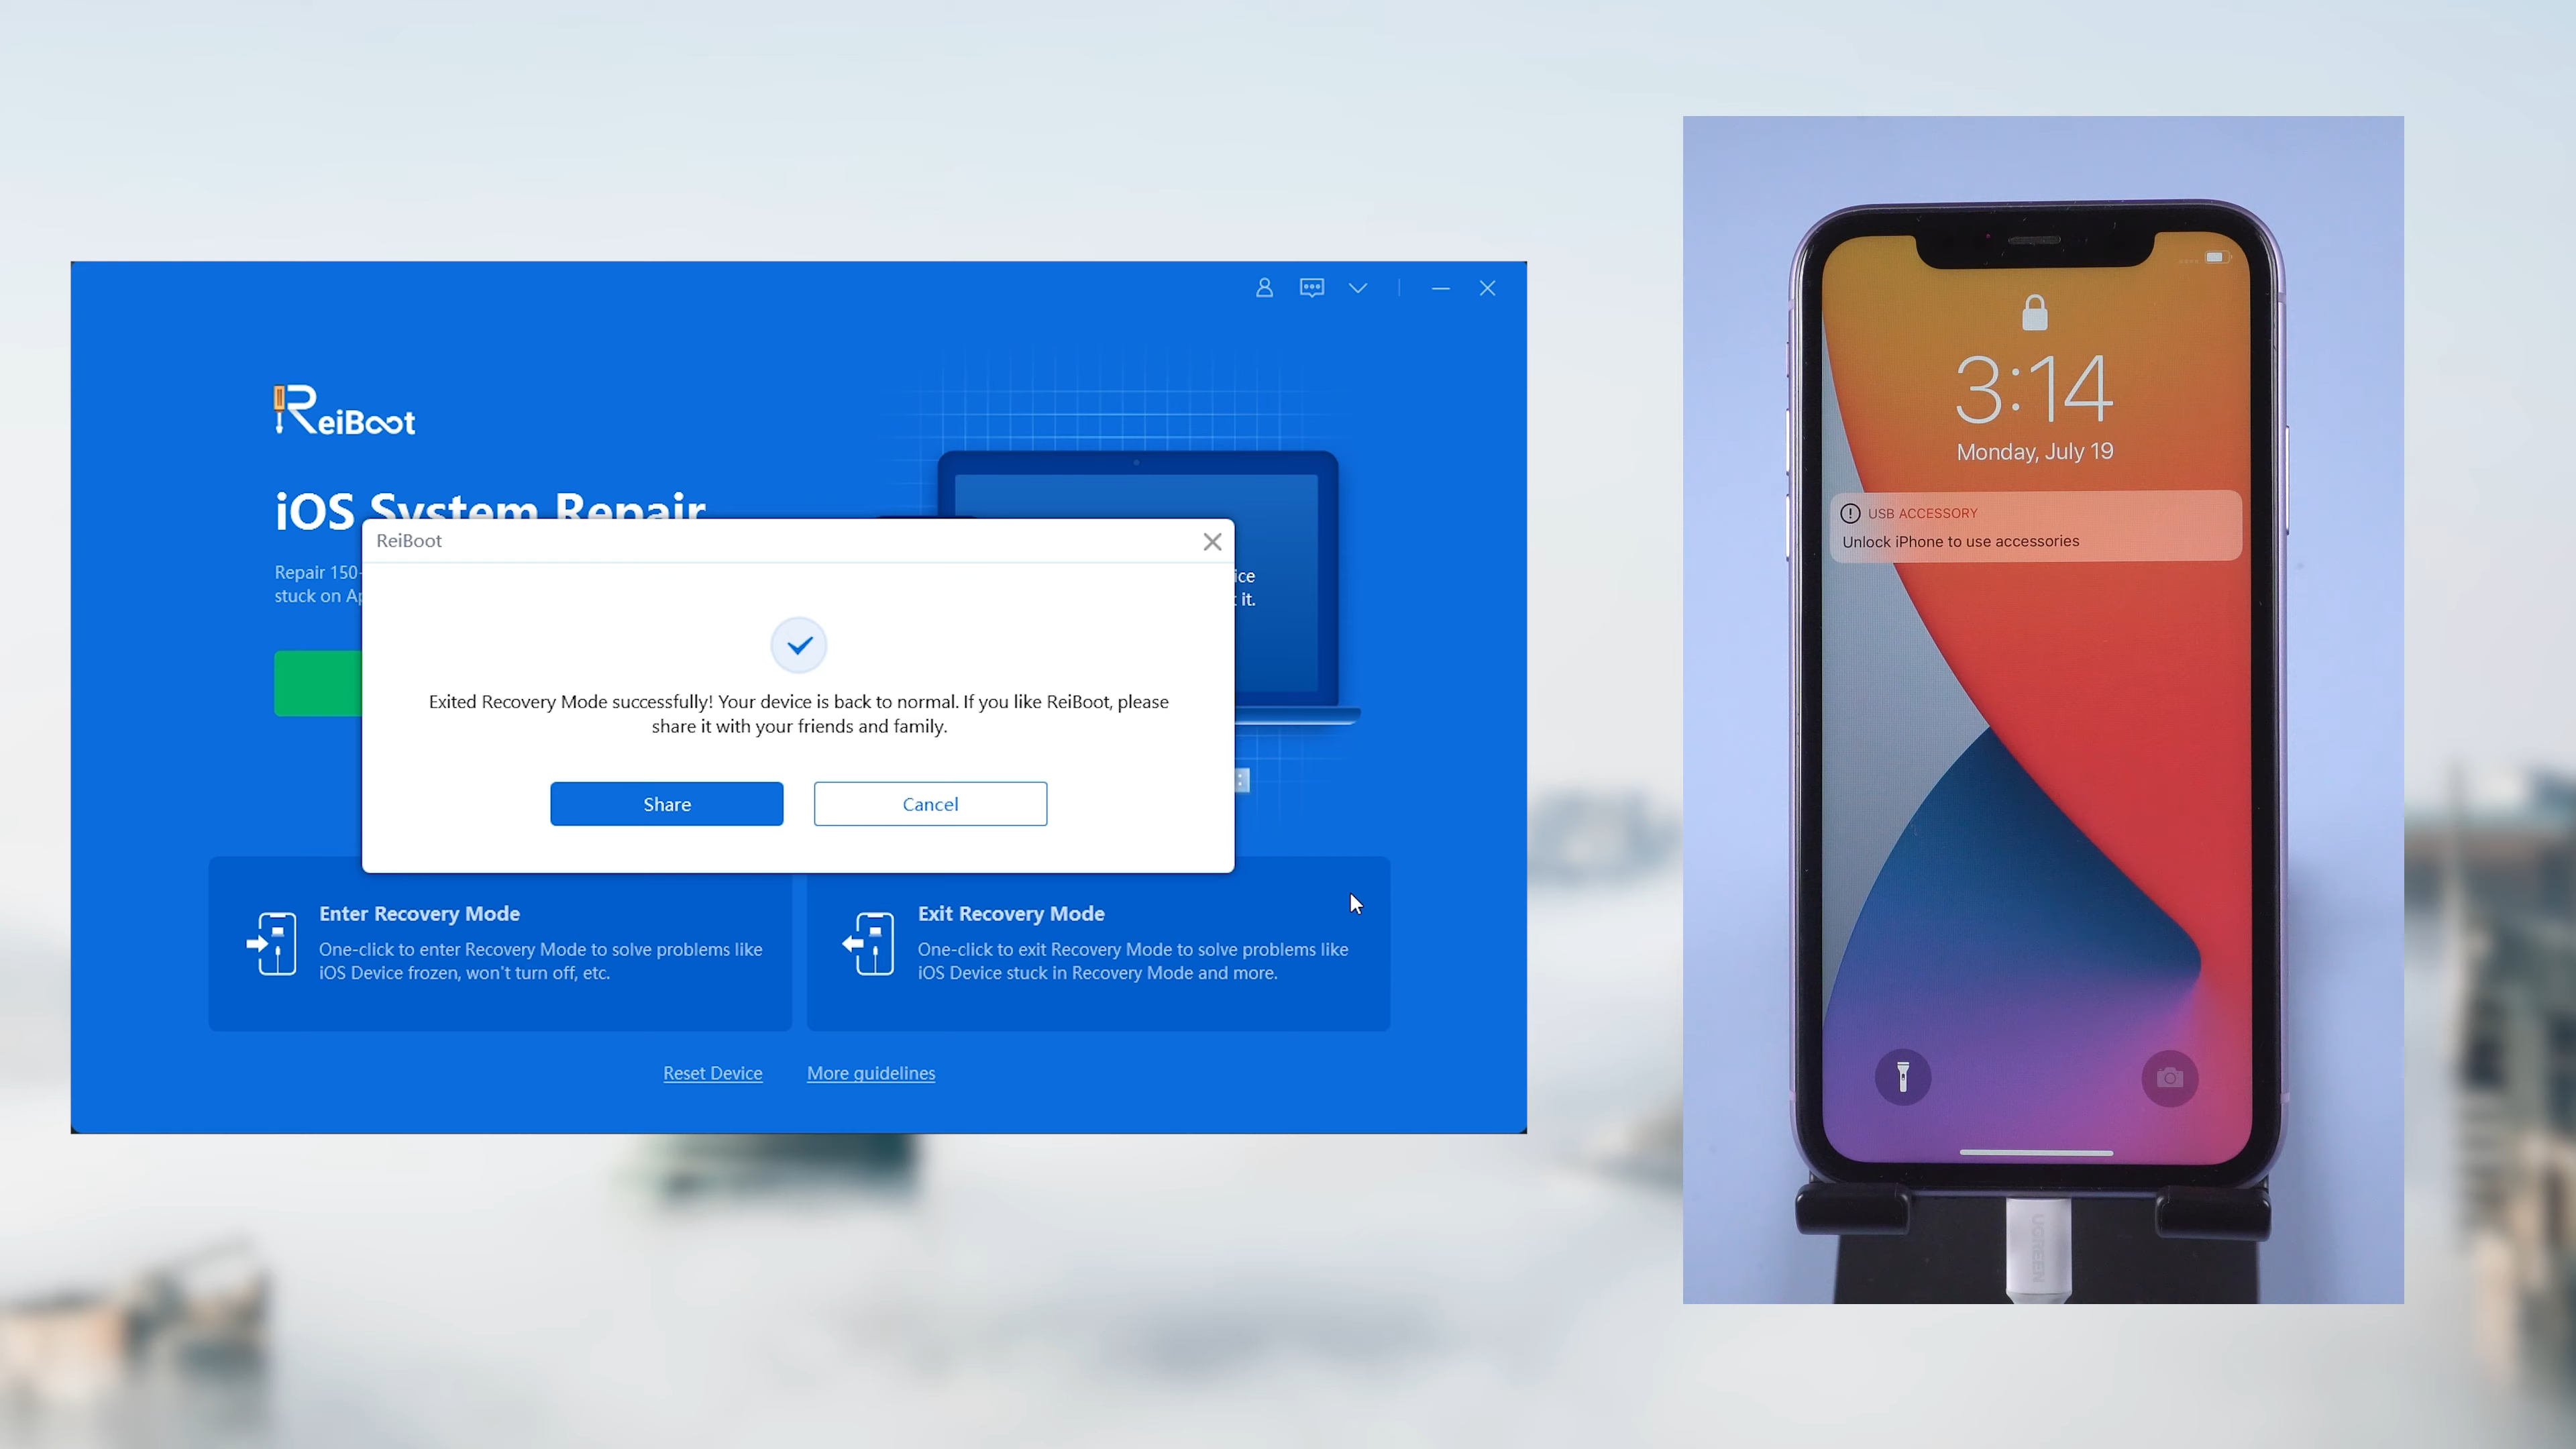 ReiBoot
iOS System Repair
Repair 150-
stuck on Ap
ice
it.
ReiBoot
Exited Recovery Mode successfully! Your device is back to normal. If you like ReiBoot, please
share it with your friends and family.
Share
Cancel
Enter Recovery Mode
One-click to enter Recovery Mode to solve problems like
iOS Device frozen, won't turn off, etc.
Exit Recovery Mode
One-click to exit Recovery Mode to solve problems like
iOS Device stuck in Recovery Mode and more.
Reset Device
More guidelines
3:14
Monday, July 19
USB ACCESSORY
Unlock iPhone to use accessories
UGREEN